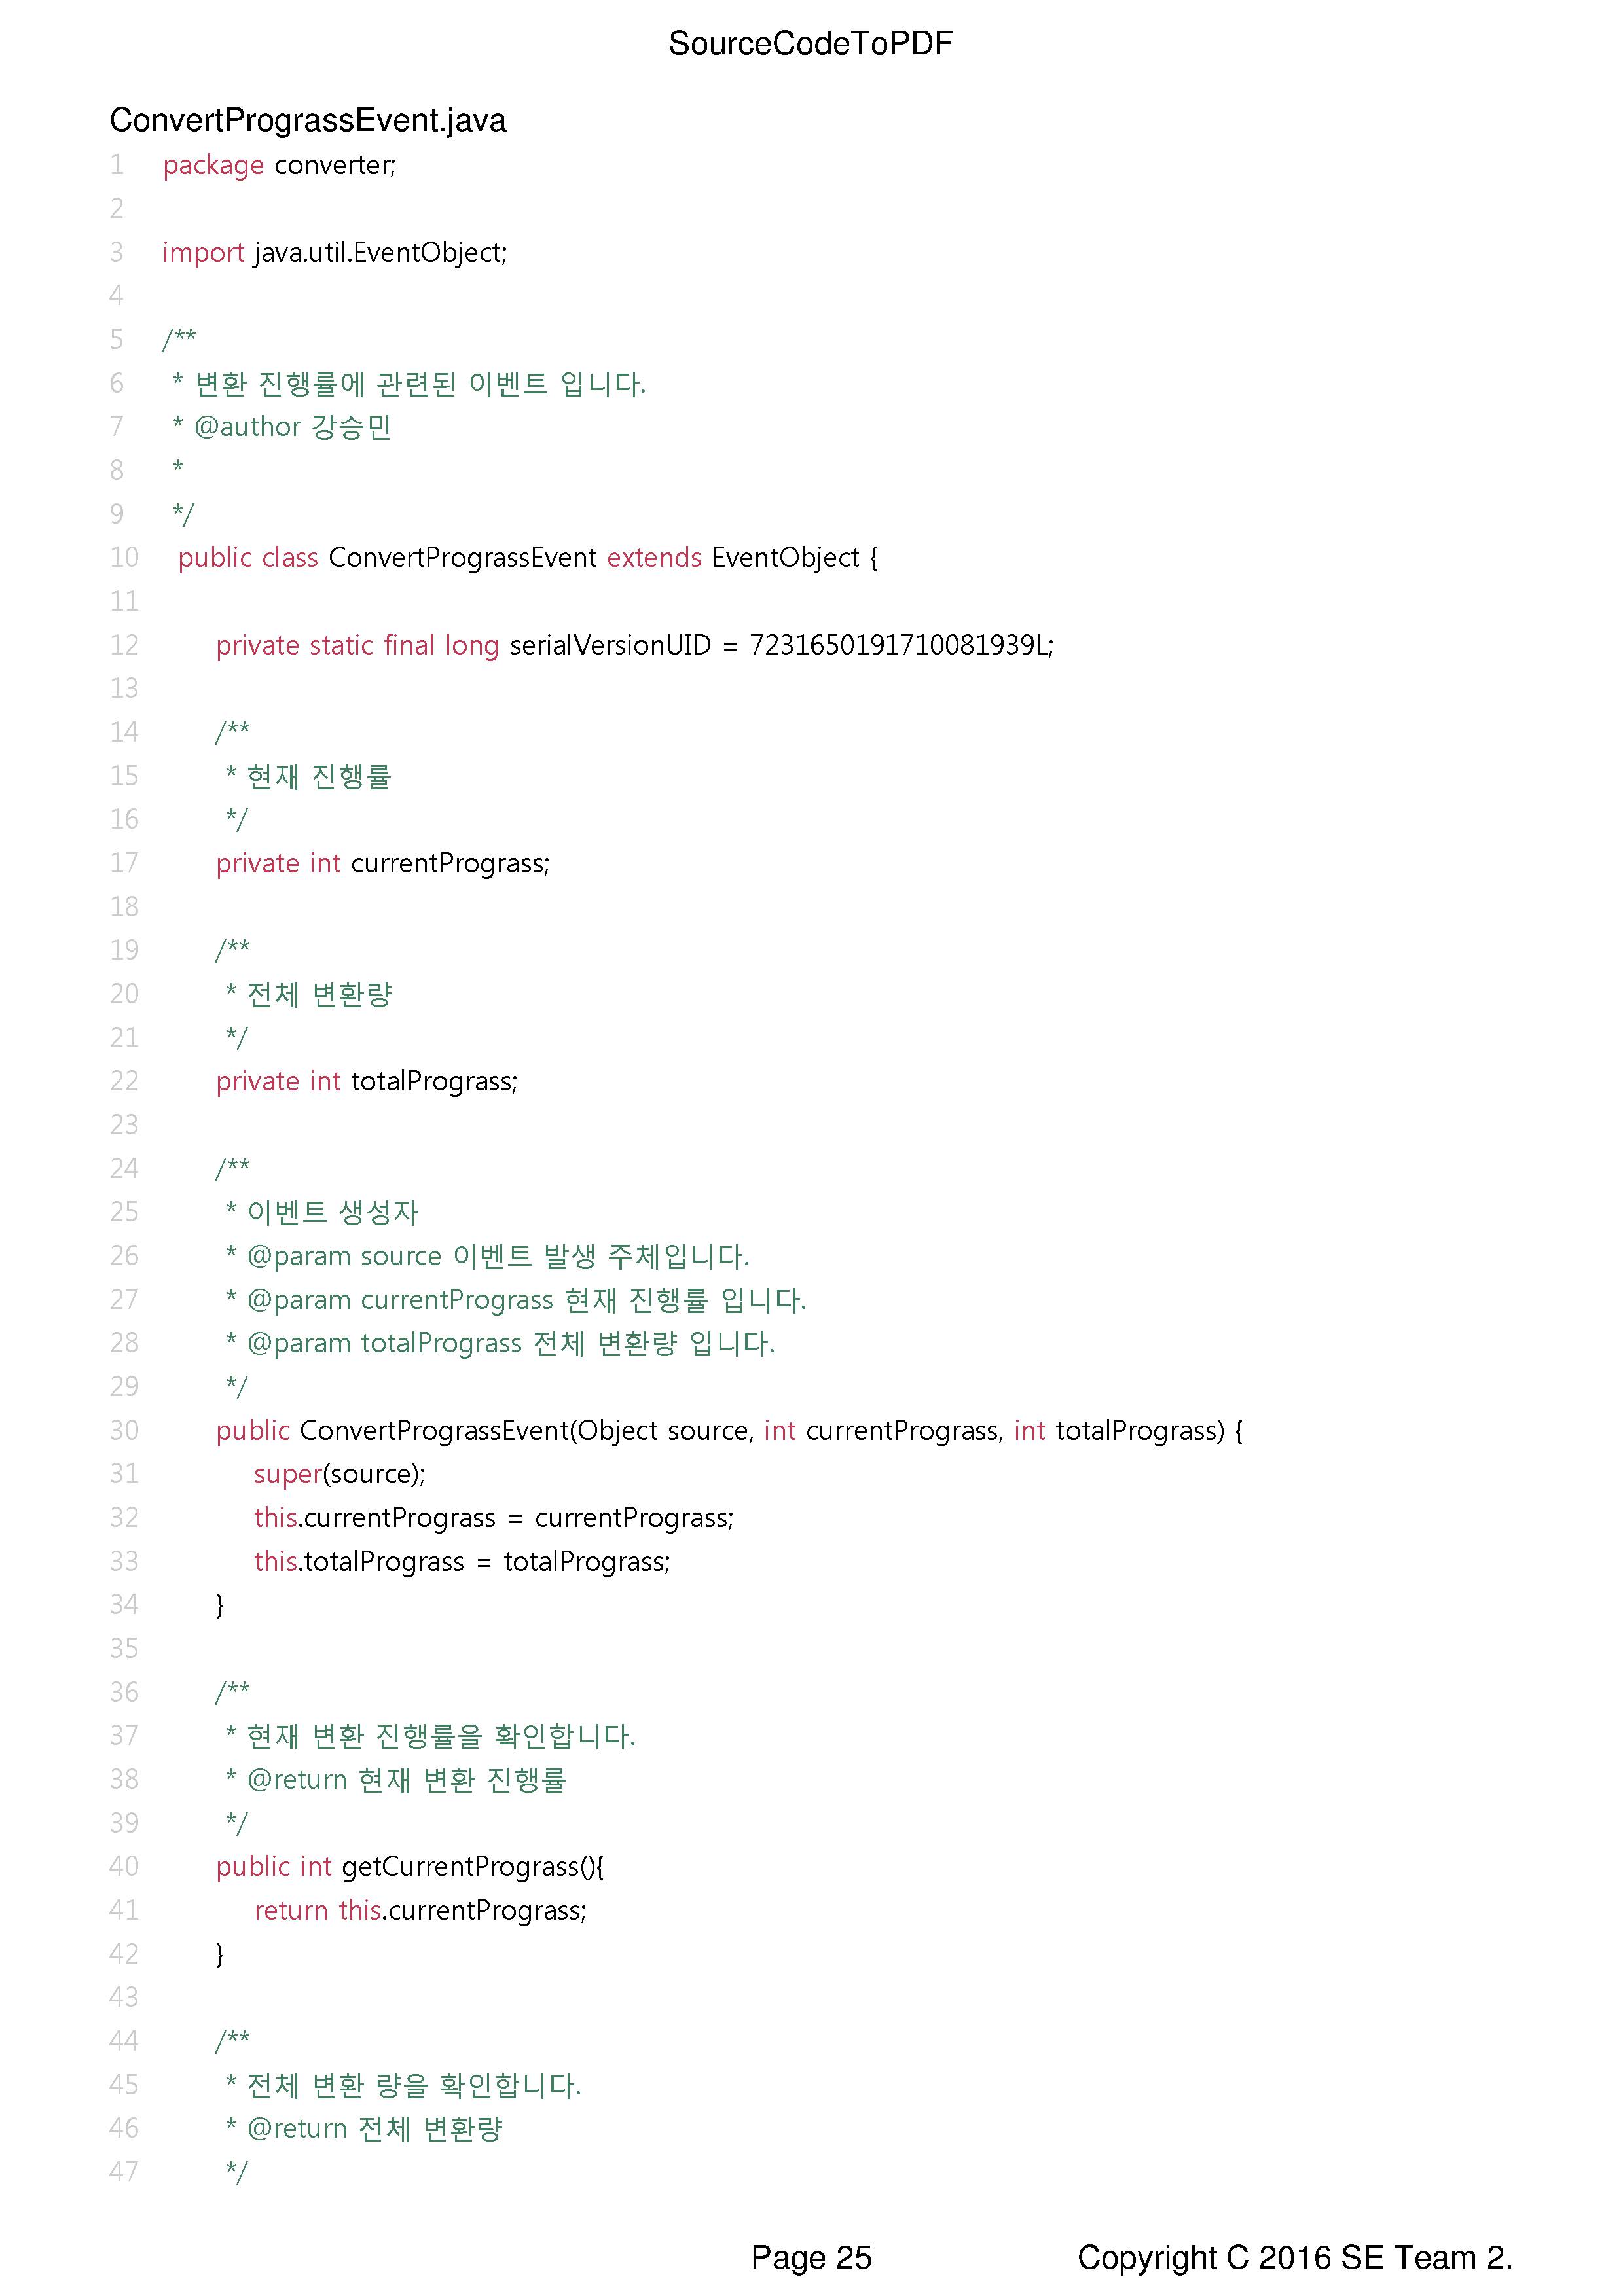 SourceCodeToPDF
ConvertPrograssEvent.java
1 package converter;
2
3 import java.util.EventObject;
4
5 /**
6 * 변환 진행률에 관련된 이벤트 입니다.
7 * @author 강승민
8 *
9 */
10 public class ConvertPrograssEvent extends EventObject {
11
12 private static final long serialVersionUID = 7231650191710081939L;
13
14 /**
15 * 현재 진행률
16 */
17 private int currentPrograss;
18
19 /**
20 * 전체 변환량
21 */
22 private int totalPrograss;
23
24 /**
25 * 이벤트 생성자
26 * @param source 이벤트 발생 주체입니다.
27 * @param currentPrograss 현재 진행률 입니다.
28 * @param totalPrograss 전체 변환량 입니다.
29 */
30 public ConvertPrograssEvent(Object source, int currentPrograss, int totalPrograss) {
31 super(source);
32 this.currentPrograss = currentPrograss;
33 this.totalPrograss = totalPrograss;
34 }
35
36 /**
37 * 현재 변환 진행률을 확인합니다.
38 * @return 현재 변환 진행률
39 */
40 public int getCurrentPrograss(){
41 return this.currentPrograss;
42 }
43
44 /**
45 * 전체 변환 량을 확인합니다.
46 * @return 전체 변환량
47 */
Page 25 Copyright C 2016 SE Team 2.